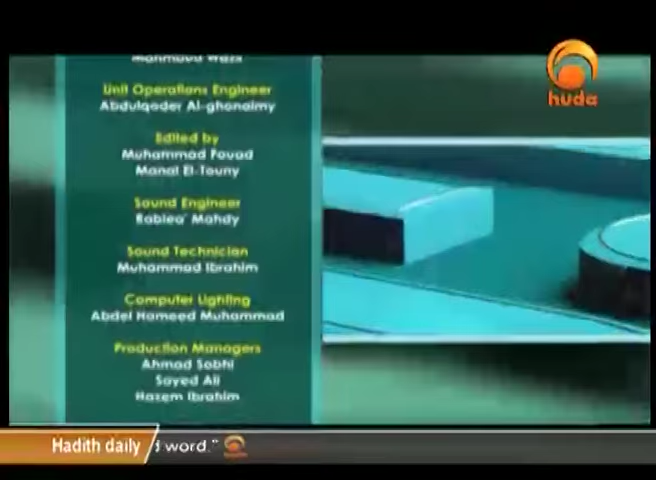 huda
Unit Operations Engineer
Abdulqader Al-ghonaimy
Edited by
Muhammad Fouad
Manal El-Touny
Sound Engineer
Rabiea' Mahdy
Sound Technician
Muhammad Ibrahim
Computer Lighting
Abdel Hameed Muhammad
Production Managers
Ahmad Sobhi
Sayed Ali
Hazem Ibrahim
Hadith daily
word."